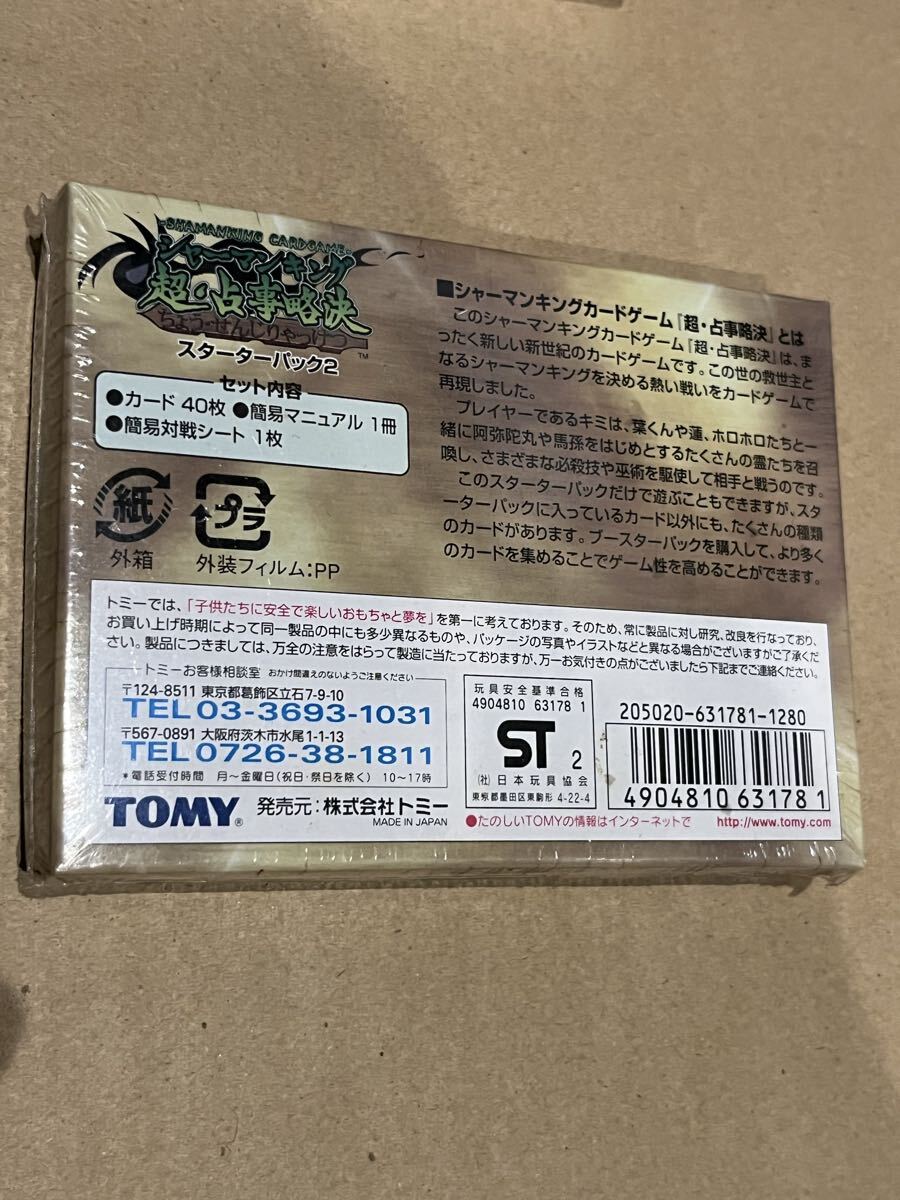 -SHAMANKING CARDGAME-
シャーマンキング
超・占事略決
ちょう・せんじりゃっけつ
TM
スターターパック2
セット内容
●カード 40枚 ●簡易マニュアル 1冊
●簡易対戦シート 1枚
紙
外箱
プラ
外装フィルム:PP
■シャーマンキングカードゲーム『超・占事略決』とは
このシャーマンキングカードゲーム『超・占事略決』は、ま
ったく新しい新世紀のカードゲームです。この世の救世主と
なるシャーマンキングを決める熱い戦いをカードゲームで
再現しました。
プレイヤーであるキミは、葉くんや蓮、ホロホロたちと一
緒に阿弥陀丸や馬孫をはじめとするたくさんの霊たちを召
喚し、さまざまな必殺技や巫術を駆使して相手と戦うのです。
このスターターパックだけで遊ぶこともできますが、スタ
ーターパックに入っているカード以外にも、たくさんの種類
のカードがあります。ブースターパックを購入して、より多く
のカードを集めることでゲーム性を高めることができます。
トミーでは、「子供たちに安全で楽しいおもちゃと夢を」を第一に考えております。そのため、常に製品に対し研究、改良を行なっており、
お買い上げ時期によって同一製品の中にも多少異なるものや、パッケージの写真やイラストなどと異なる場合がございますがご了承くだ
さい。製品につきましては、万全の注意をはらって製造に当たっておりますが、万一お気付きの点がございましたら下記までご連絡ください。
トミーお客様相談室 おかけ間違えのないようご注意ください
〒124-8511 東京都葛飾区立石7-9-10
TEL03-3693-1031
〒567-0891 大阪府茨木市水尾1-1-13
TEL0726-38-1811
*電話受付時間 月〜金曜日(祝日・祭日を除く) 10〜17時
玩具安全基準合格
4904810 63178 1
ST 2
(社)日本玩具協会
東京都墨田区東駒形 4-22-4
205020-631781-1280
4904810631781
TOMY® 発売元:株式会社トミー
MADE IN JAPAN
●たのしいTOMYの情報はインターネットで http://www.tomy.com